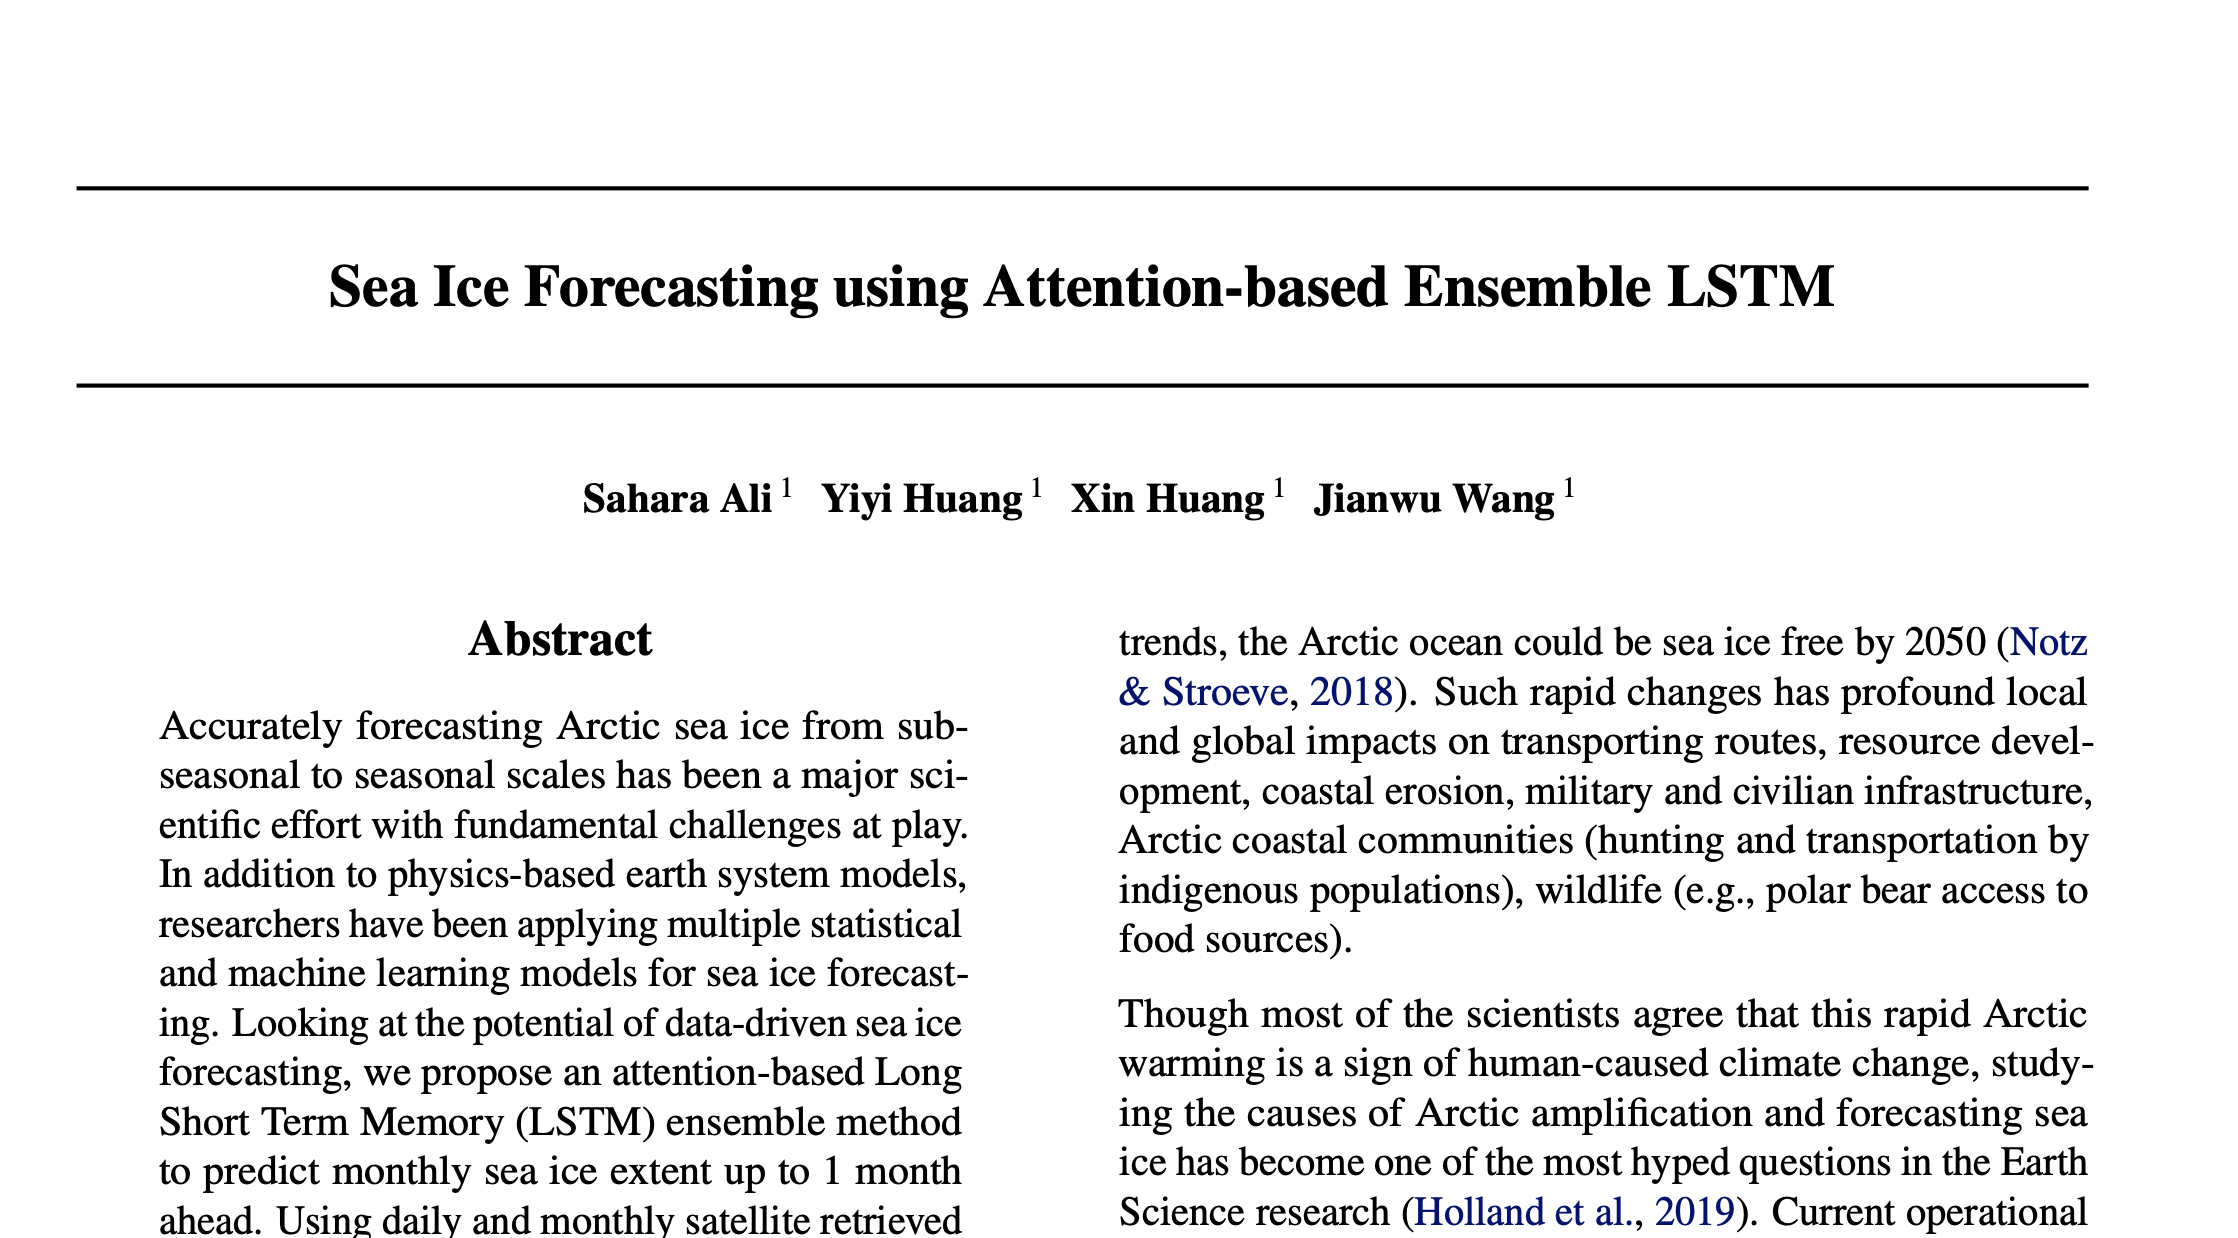 Sea Ice Forecasting using Attention-based Ensemble LSTM
Sahara Ali 1 Yiyi Huang 1 Xin Huang 1 Jianwu Wang 1
Abstract
Accurately forecasting Arctic sea ice from sub-
seasonal to seasonal scales has been a major sci-
entific effort with fundamental challenges at play.
In addition to physics-based earth system models,
researchers have been applying multiple statistical
and machine learning models for sea ice forecast-
ing. Looking at the potential of data-driven sea ice
forecasting, we propose an attention-based Long
Short Term Memory (LSTM) ensemble method
to predict monthly sea ice extent up to 1 month
ahead. Using daily and monthly satellite retrieved
trends, the Arctic ocean could be sea ice free by 2050 (Notz
& Stroeve, 2018). Such rapid changes has profound local
and global impacts on transporting routes, resource devel-
opment, coastal erosion, military and civilian infrastructure,
Arctic coastal communities (hunting and transportation by
indigenous populations), wildlife (e.g., polar bear access to
food sources).
Though most of the scientists agree that this rapid Arctic
warming is a sign of human-caused climate change, study-
ing the causes of Arctic amplification and forecasting sea
ice has become one of the most hyped questions in the Earth
Science research (Holland et al., 2019). Current operational